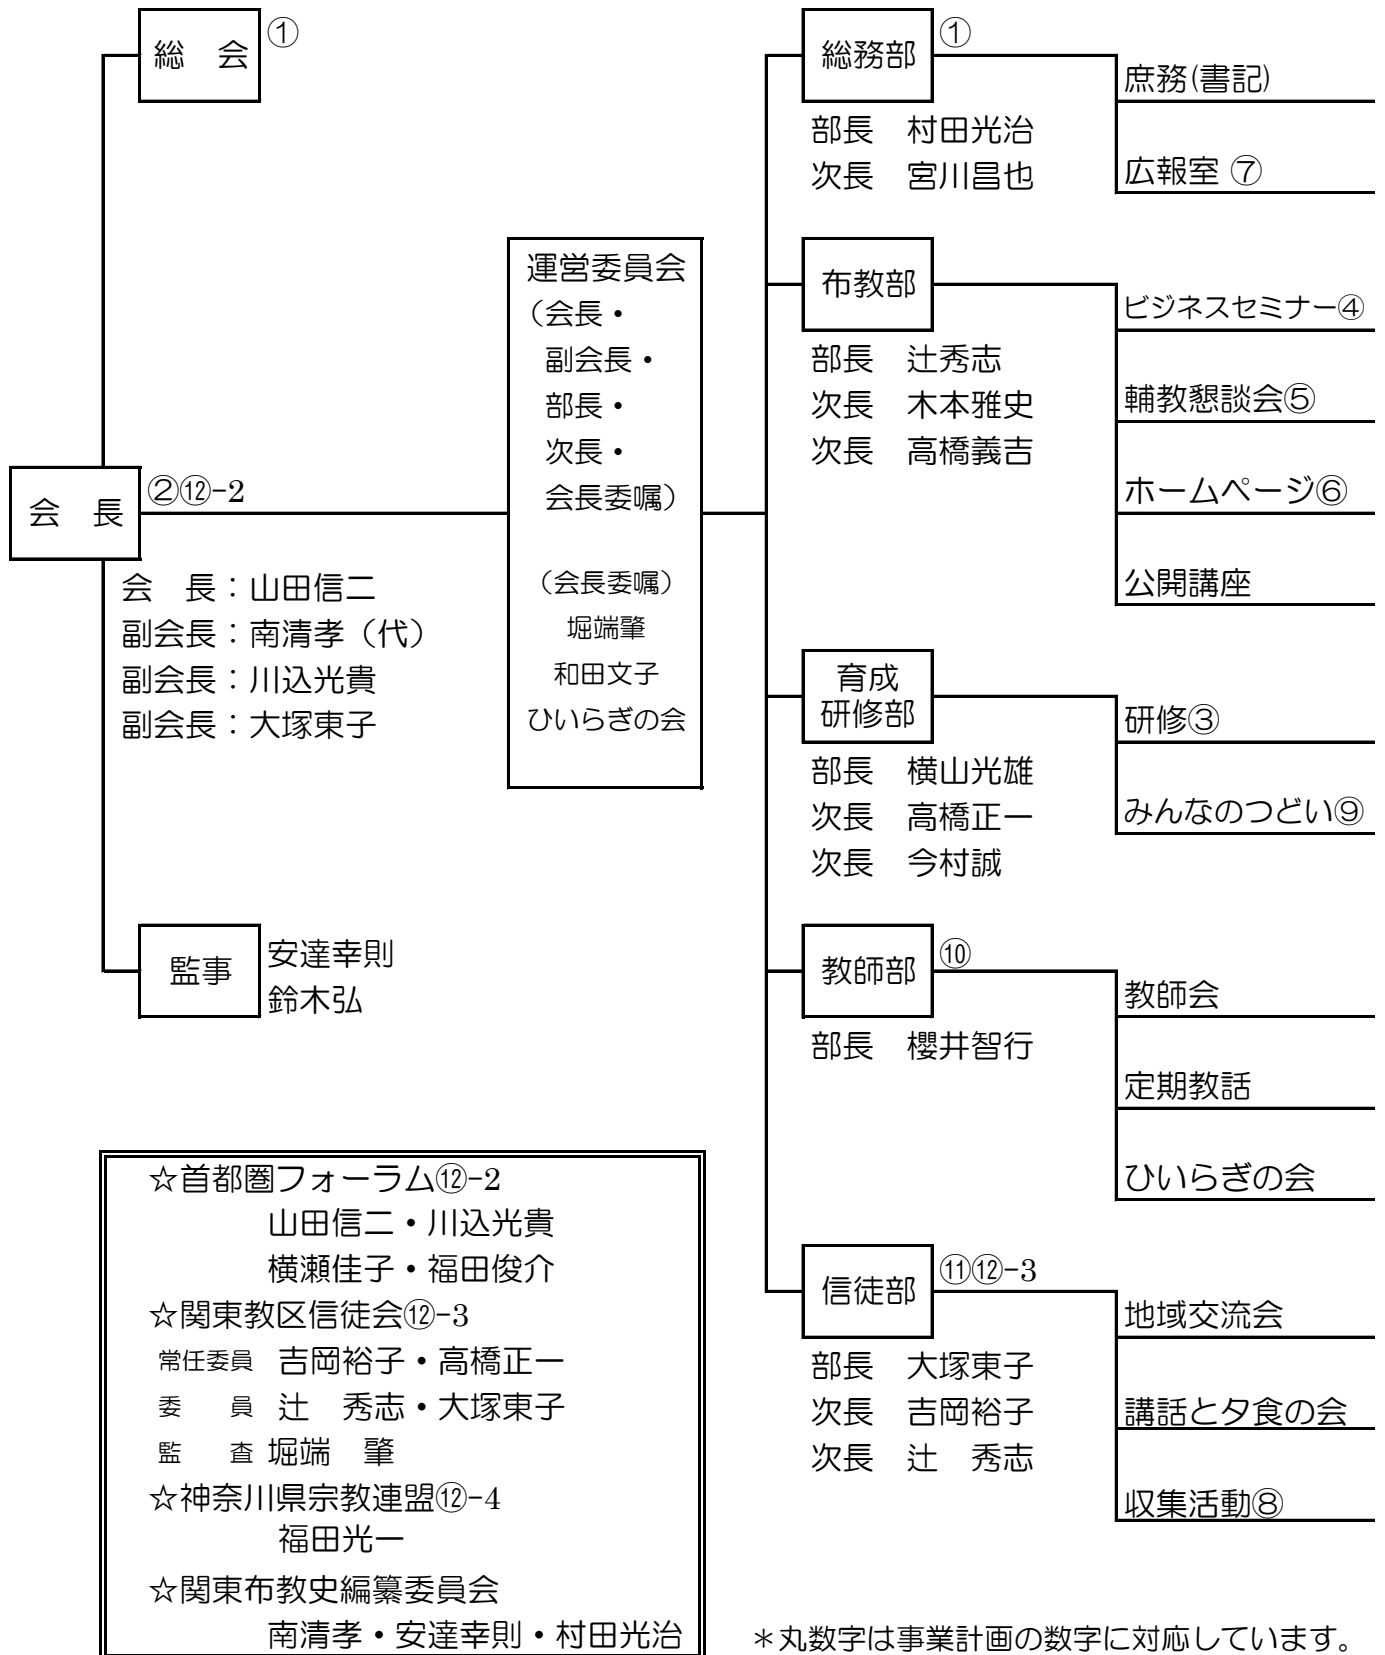 総　会 ①
会　長 ②⑫-2
会　長：山田信二
副会長：南清孝（代）
副会長：川込光貴
副会長：大塚東子
監事
安達幸則
鈴木弘
運営委員会
（会長・
副会長・
部長・
次長・
会長委嘱）
（会長委嘱）
堀端肇
和田文子
ひいらぎの会
総務部 ①
部長　村田光治
次長　宮川昌也
庶務(書記)
広報室 ⑦
布教部
部長　辻秀志
次長　木本雅史
次長　高橋義吉
ビジネスセミナー④
輔教懇談会⑤
ホームページ⑥
公開講座
育成
研修部
部長　横山光雄
次長　高橋正一
次長　今村誠
研修③
みんなのつどい⑨
教師部 ⑩
部長　櫻井智行
教師会
定期教話
ひいらぎの会
信徒部 ⑪⑫-3
部長　大塚東子
次長　吉岡裕子
次長　辻　秀志
地域交流会
講話と夕食の会
収集活動⑧
☆首都圏フォーラム⑫-2
山田信二・川込光貴
横瀬佳子・福田俊介
☆関東教区信徒会⑫-3
常任委員　吉岡裕子・高橋正一
委　　員　辻　秀志・大塚東子
監　　査　堀端　肇
☆神奈川県宗教連盟⑫-4
福田光一
☆関東布教史編纂委員会
南清孝・安達幸則・村田光治
＊丸数字は事業計画の数字に対応しています。